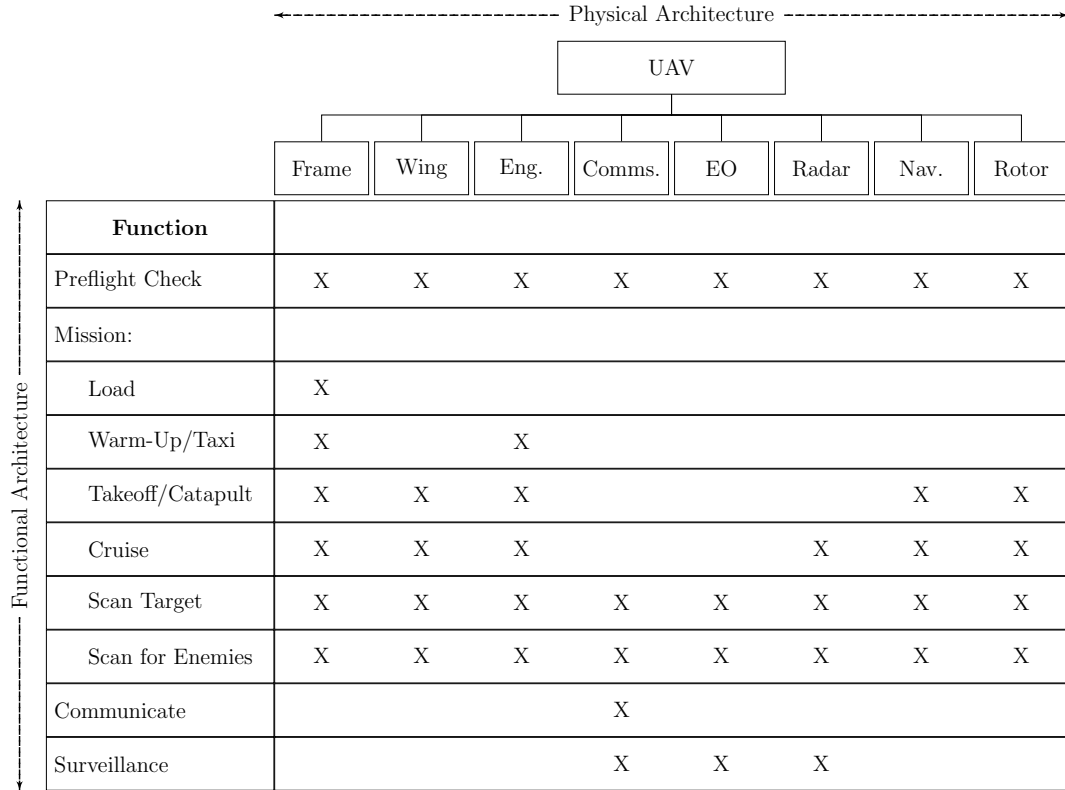 Physical Architecture
UAV
Frame Wing Eng. Comms. EO Radar Nav. Rotor
Functional Architecture
Function
Preflight Check X X X X X X X X
Mission:
Load X
Warm-Up/Taxi X X
Takeoff/Catapult X X X X X
Cruise X X X X X X
Scan Target X X X X X X X X
Scan for Enemies X X X X X X X X
Communicate X
Surveillance X X X